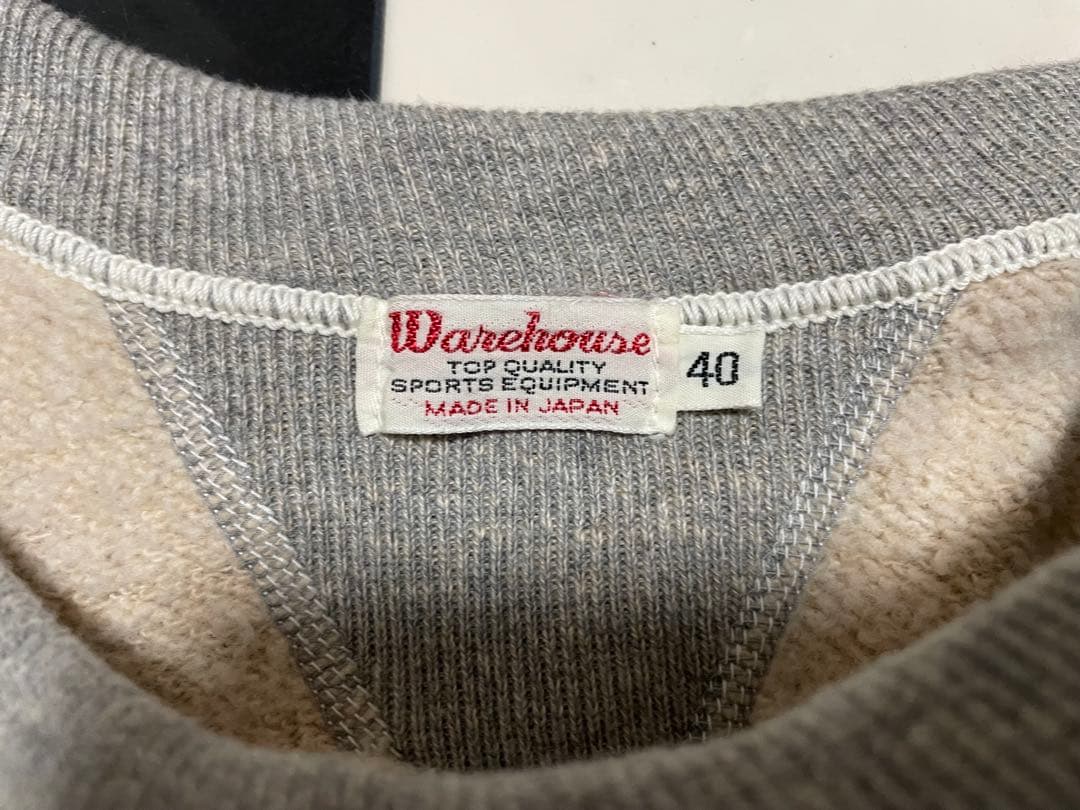 Warehouse
TOP QUALITY
SPORTS EQUIPMENT
MADE IN JAPAN
40